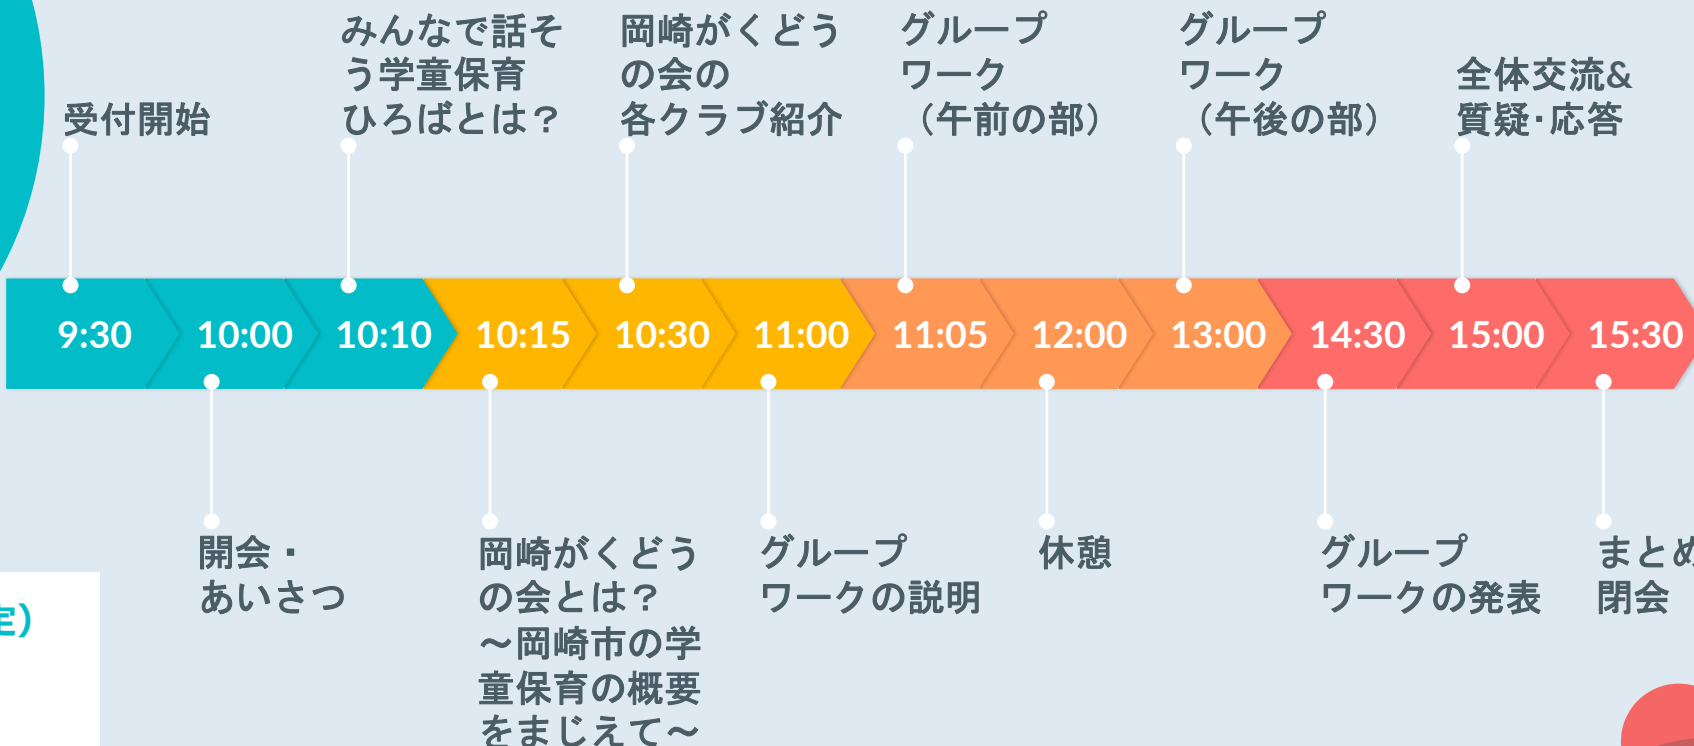 みんなで話そ
う学童保育
ひろばとは？
岡崎がくどう
の会の
各クラブ紹介
グループ
ワーク
（午前の部）
グループ
ワーク
（午後の部）
全体交流&
質疑･応答
受付開始
9:30
10:00
10:10
10:15
10:30
11:00
11:05
12:00
13:00
14:30
15:00
15:30
開会・
あいさつ
岡崎がくどう
の会とは？
～岡崎市の学
童保育の概要
をまじえて～
グループ
ワークの説明
休憩
グループ
ワークの発表
まとめ
閉会
定）